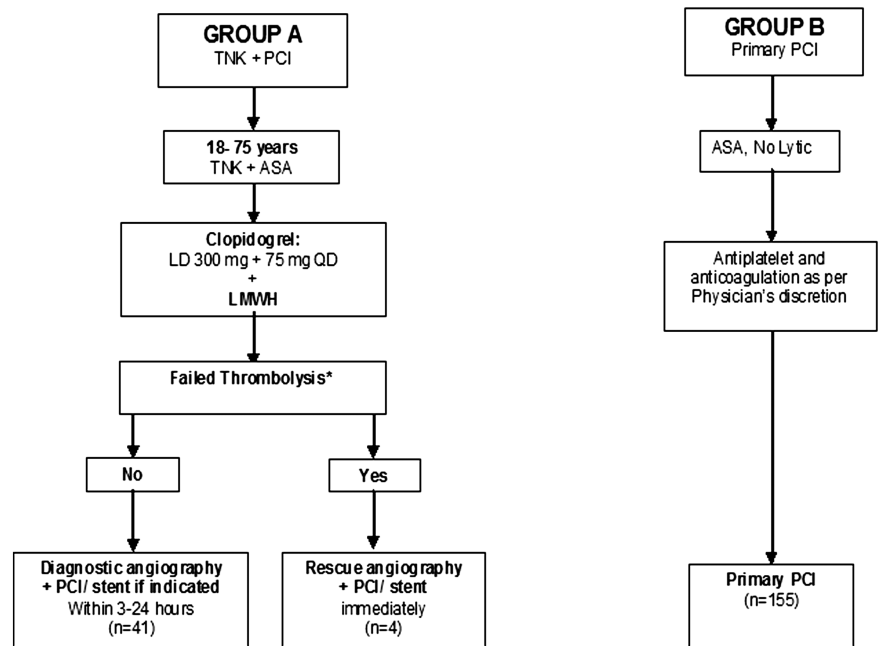 GROUP A
TNK + PCI
18- 75 years
TNK + ASA
Clopidogrel:
LD 300 mg + 75 mg QD
+
LMWH
Failed Thrombolysis*
No
Yes
Diagnostic angiography
+ PCI/ stent if indicated
Within 3-24 hours
(n=41)
Rescue angiography
+ PCI/ stent
immediately
(n=4)
GROUP B
Primary PCI
ASA, No Lytic
Antiplatelet and
anticoagulation as per
Physician's discretion
Primary PCI
(n=155)